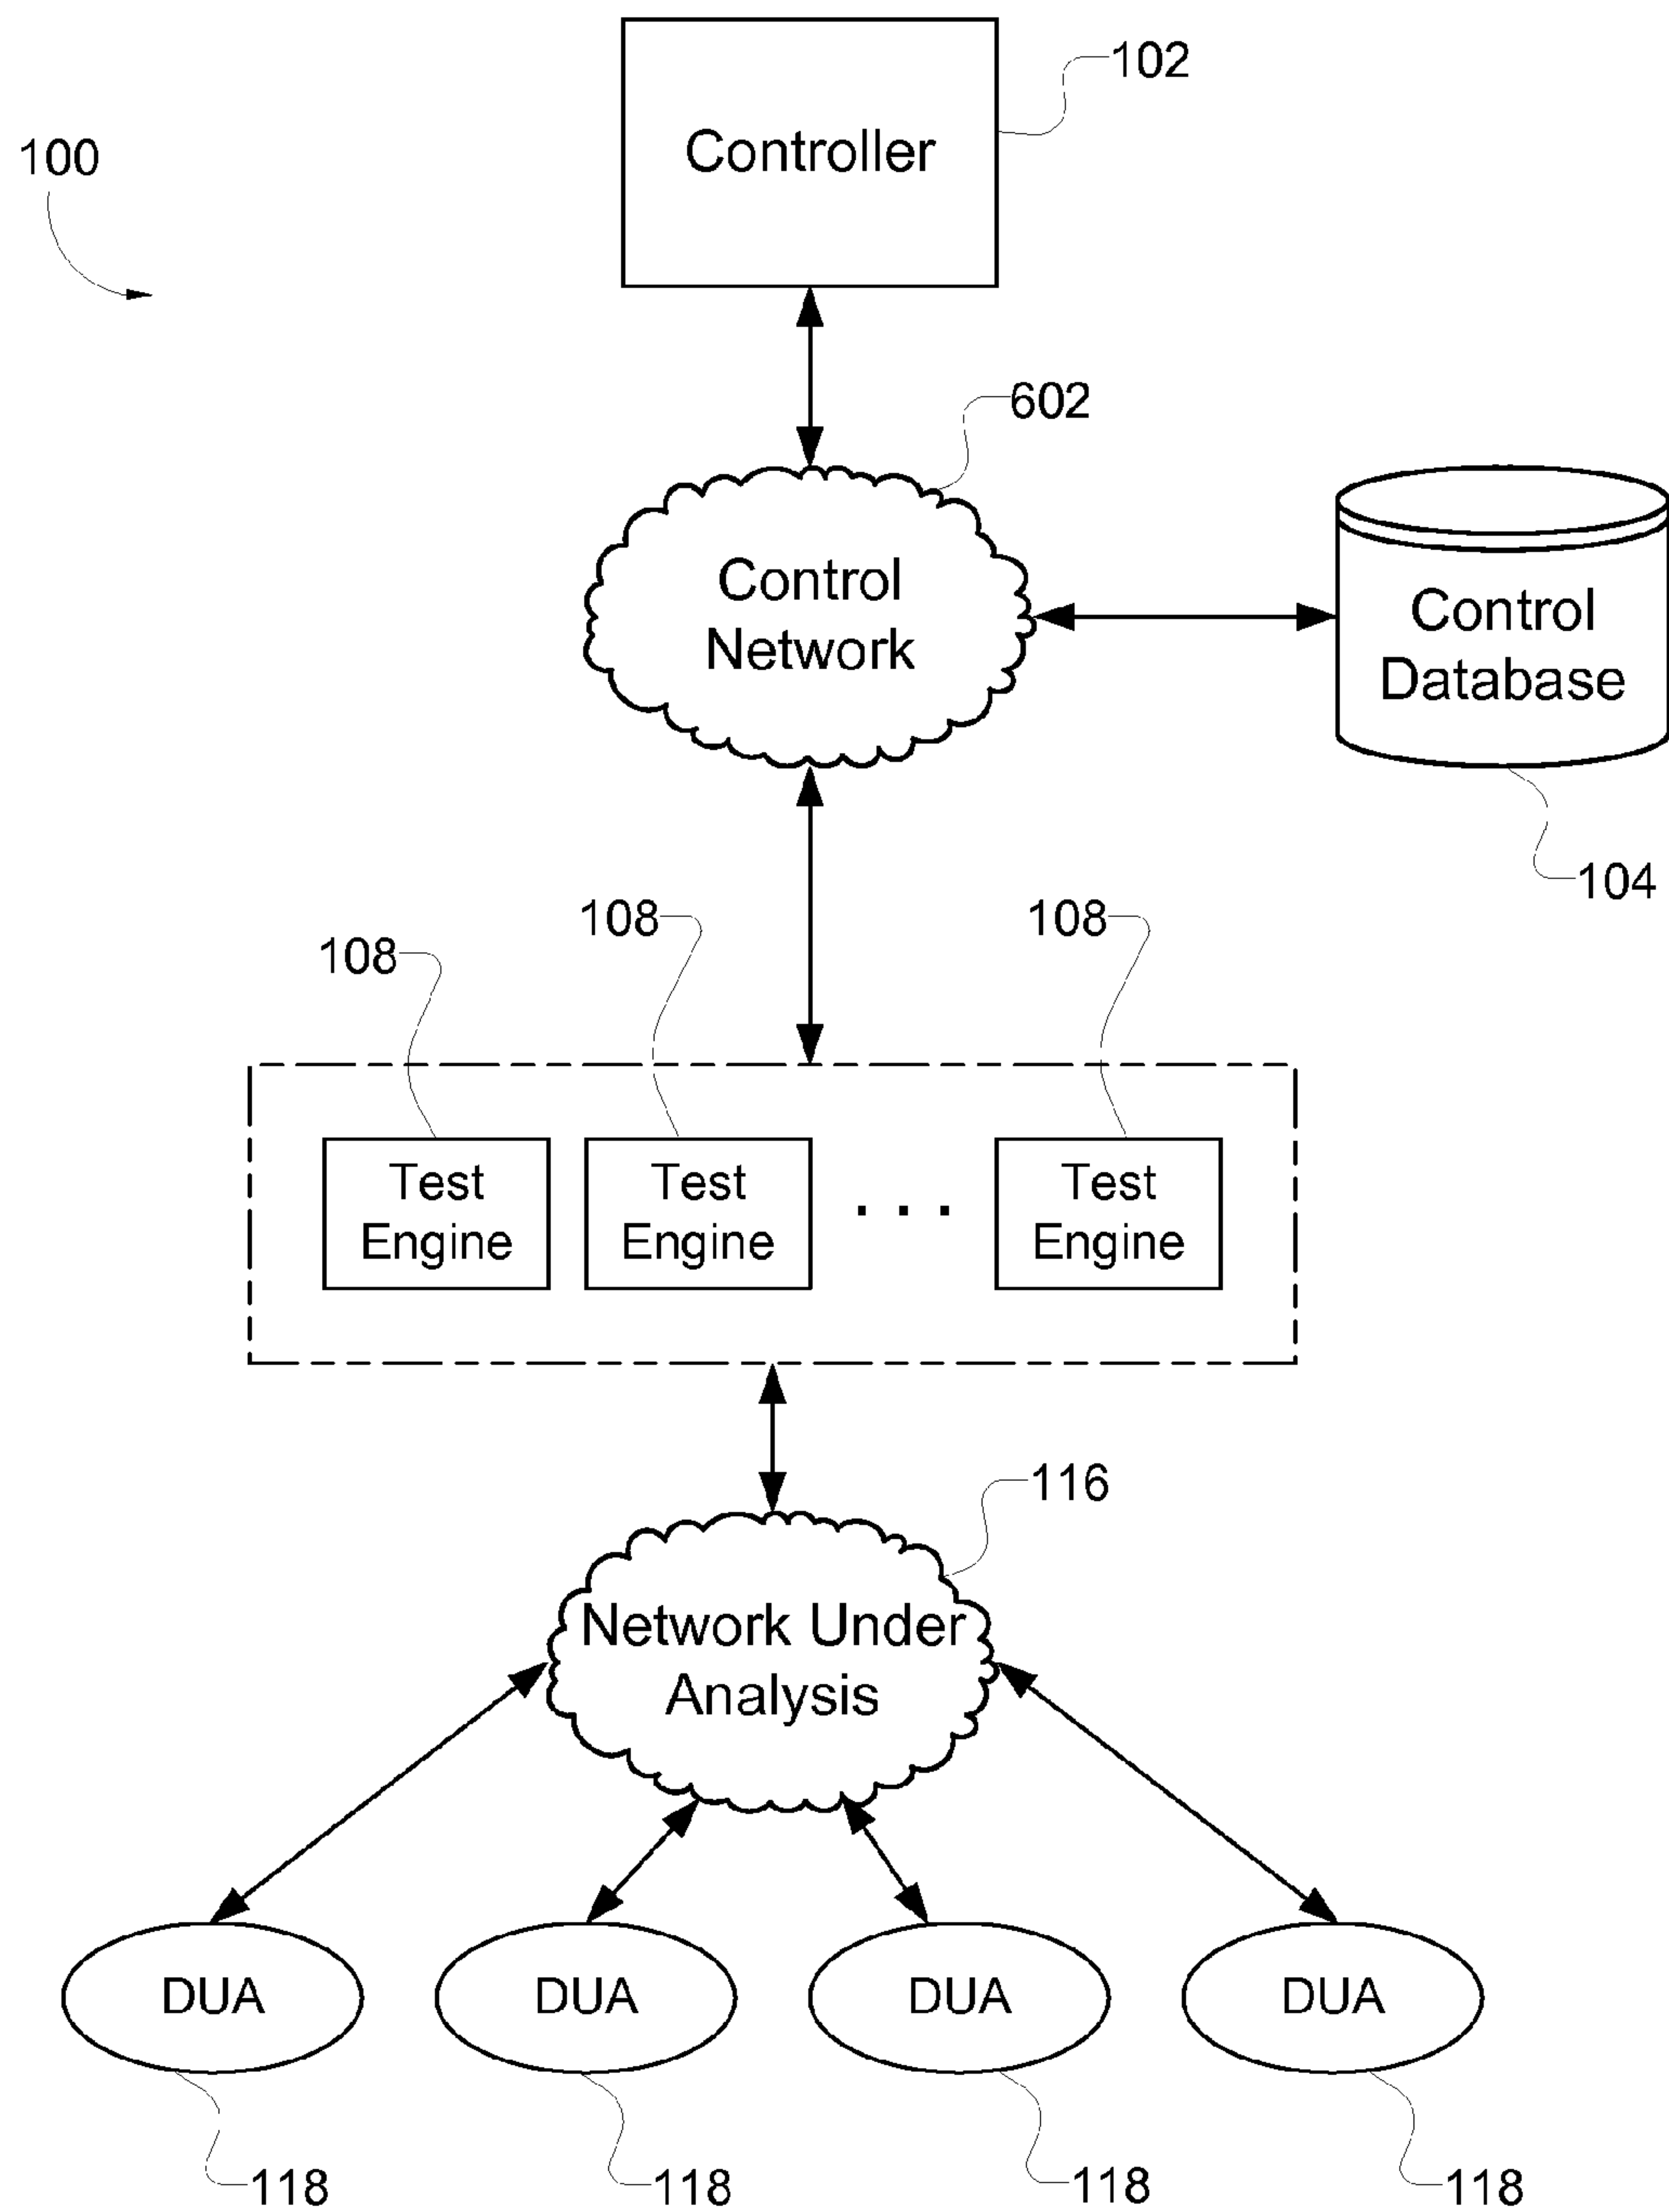 102
Controller
100
602
Control
Network
Control
Database
104
108
108
108
Test
Engine
Test
Engine
. . .
Test
Engine
116
Network Under
Analysis
DUA
DUA
DUA
DUA
118
118
118
118